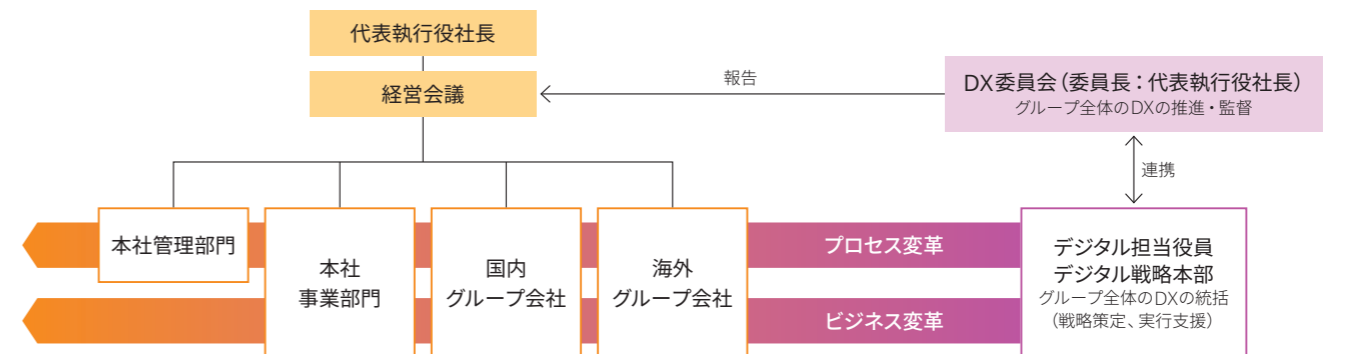 代表執行役社長
経営会議
報告
DX委員会（委員長：代表執行役社長）
グループ全体のDXの推進・監督
連携
本社管理部門
本社
事業部門
国内
グループ会社
海外
グループ会社
プロセス変革
ビジネス変革
デジタル担当役員
デジタル戦略本部
グループ全体のDXの統括
（戦略策定、実行支援）